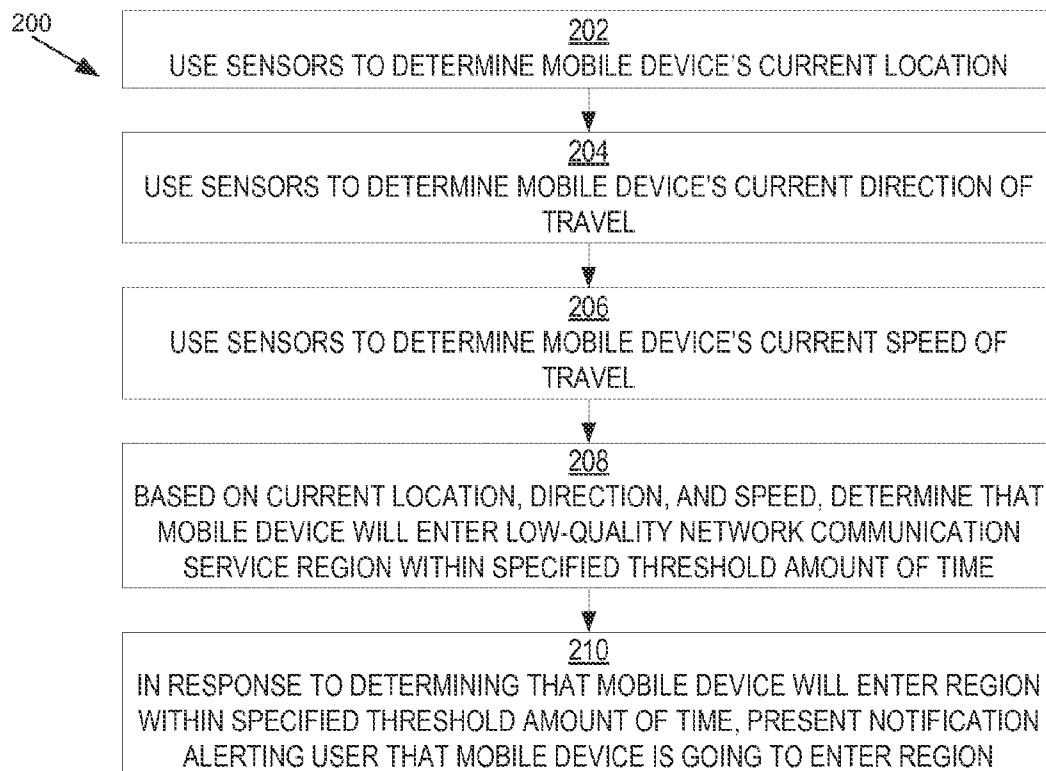 200
202
USE SENSORS TO DETERMINE MOBILE DEVICE'S CURRENT LOCATION
204
USE SENSORS TO DETERMINE MOBILE DEVICE'S CURRENT DIRECTION OF
TRAVEL
206
USE SENSORS TO DETERMINE MOBILE DEVICE'S CURRENT SPEED OF
TRAVEL
208
BASED ON CURRENT LOCATION, DIRECTION, AND SPEED, DETERMINE THAT
MOBILE DEVICE WILL ENTER LOW-QUALITY NETWORK COMMUNICATION
SERVICE REGION WITHIN SPECIFIED THRESHOLD AMOUNT OF TIME
210
IN RESPONSE TO DETERMINING THAT MOBILE DEVICE WILL ENTER REGION
WITHIN SPECIFIED THRESHOLD AMOUNT OF TIME, PRESENT NOTIFICATION
ALERTING USER THAT MOBILE DEVICE IS GOING TO ENTER REGION